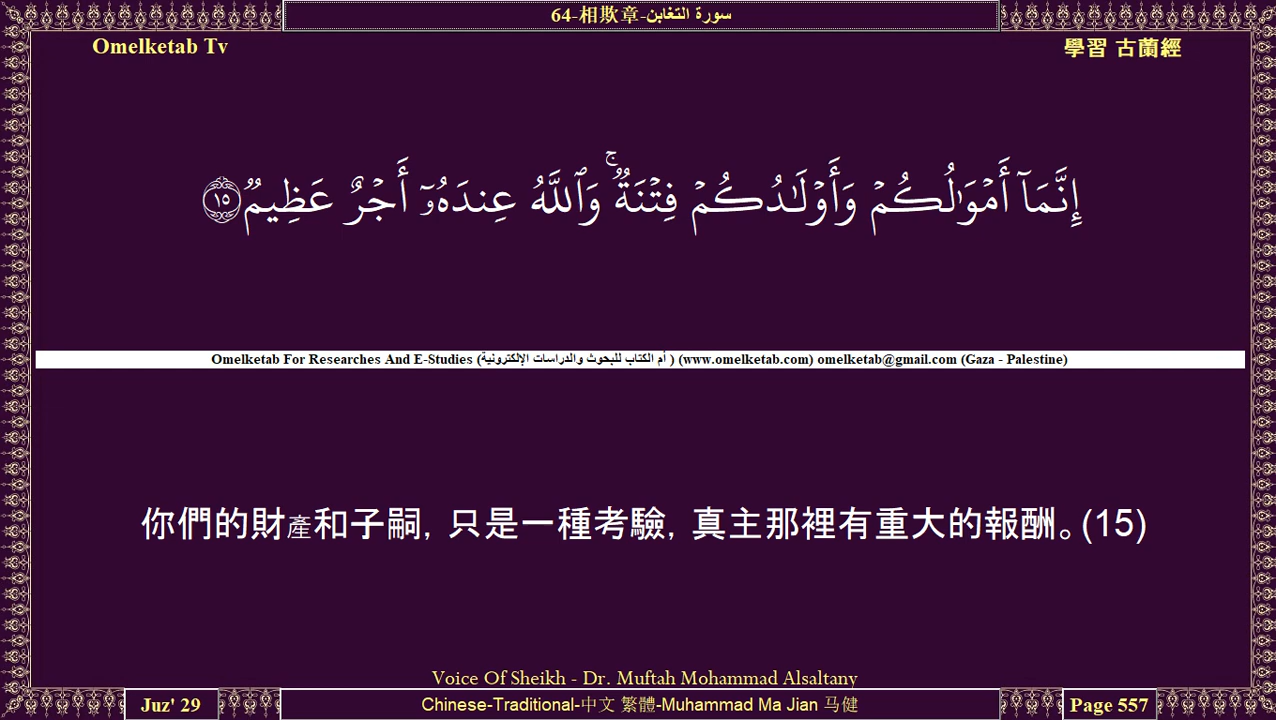 64-相欺章-سورة التغابن
Omelketab Tv
學習 古蘭經
إِنَّمَآ أَمْوَٰلُكُمْ وَأَوْلَٰدُكُمْ فِتْنَةٌۚ وَٱللَّهُ عِندَهُۥٓ أَجْرٌ عَظِيمٌ ۝١٥
Omelketab For Researches And E-Studies (أم الكتاب للبحوث والدراسات الإلكترونية ) (www.omelketab.com) omelketab@gmail.com (Gaza - Palestine)
你們的財產和子嗣，只是一種考驗，真主那裡有重大的報酬。(15)
Voice Of Sheikh - Dr. Muftah Mohammad Alsaltany
Juz' 29
Chinese-Traditional-中文 繁體-Muhammad Ma Jian 马健
Page 557